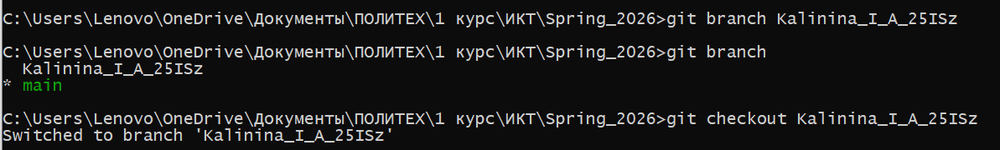 C:\Users\Lenovo\OneDrive\Документы\ПОЛИТЕХ\1 курс\ИКТ\Spring_2026>git branch Kalinina_I_A_25ISz
C:\Users\Lenovo\OneDrive\Документы\ПОЛИТЕХ\1 курс\ИКТ\Spring_2026>git branch
  Kalinina_I_A_25ISz
* main
C:\Users\Lenovo\OneDrive\Документы\ПОЛИТЕХ\1 курс\ИКТ\Spring_2026>git checkout Kalinina_I_A_25ISz
Switched to branch 'Kalinina_I_A_25ISz'